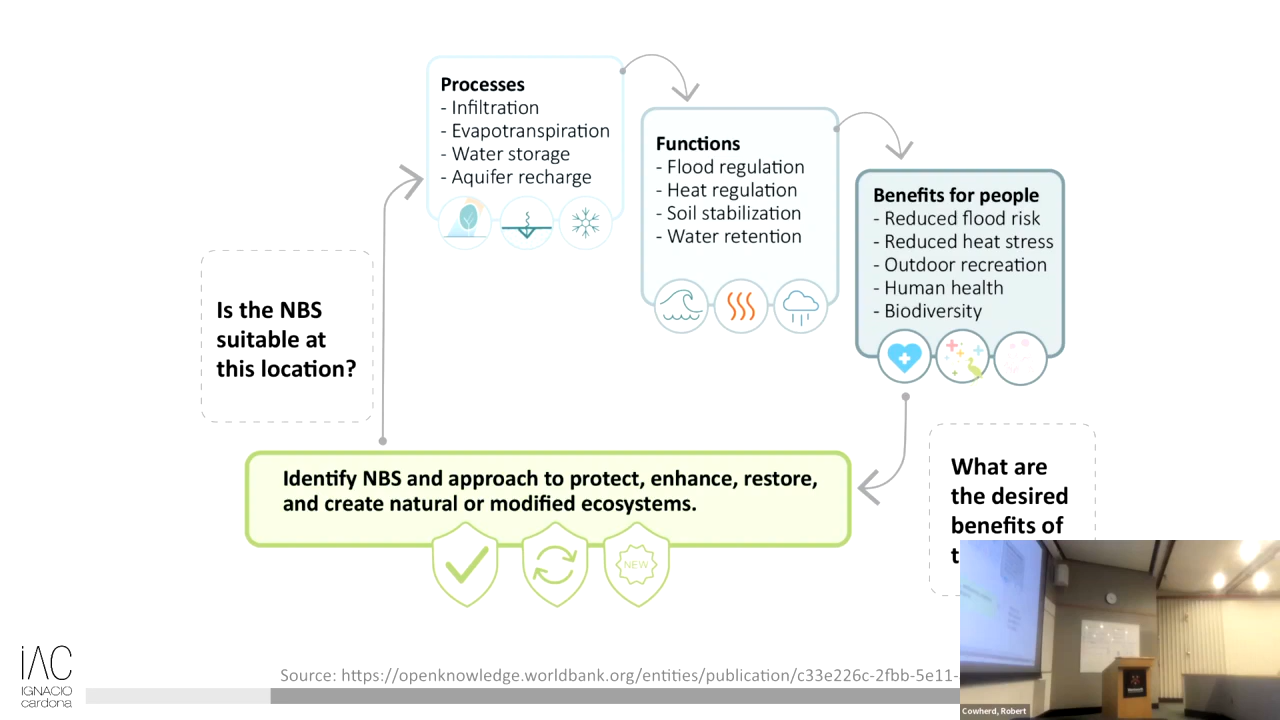 Processes
- Infiltration
- Evapotranspiration
- Water storage
- Aquifer recharge
Functions
- Flood regulation
- Heat regulation
- Soil stabilization
- Water retention
Benefits for people
- Reduced flood risk
- Reduced heat stress
- Outdoor recreation
- Human health
- Biodiversity
Is the NBS
suitable at
this location?
Identify NBS and approach to protect, enhance, restore,
and create natural or modified ecosystems.
NEW
What are
the desired
benefits of
iAC
IGNACIO
cardona
Source: https://openknowledge.worldbank.org/entities/publication/c33e226c-2fbb-5e11-
Cowherd, Robert